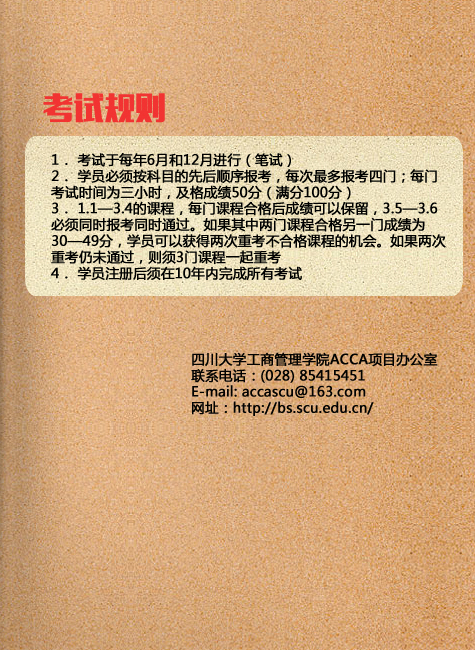 考试规则
1． 考试于每年6月和12月进行（笔试）
2． 学员必须按科目的先后顺序报考，每次最多报考四门；每门
考试时间为三小时，及格成绩50分（满分100分）
3． 1.1—3.4的课程，每门课程合格后成绩可以保留，3.5—3.6
必须同时报考同时通过。如果其中两门课程合格另一门成绩为
30—49分，学员可以获得两次重考不合格课程的机会。如果两次
重考仍未通过，则须3门课程一起重考
4． 学员注册后须在10年内完成所有考试
四川大学工商管理学院ACCA项目办公室
联系电话：(028) 85415451
E-mail: accascu@163.com
网址：http://bs.scu.edu.cn/